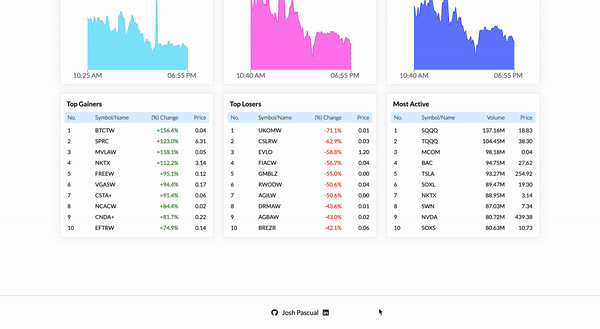 10:25 AM 06:55 PM
10:40 AM 06:55 PM
10:40 AM 06:55 PM
Top Gainers
No. Symbol/Name (%) Change Price
1 BTCTW +156.4% 0.04
2 SPRC +123.0% 6.31
3 MVLAW +118.1% 0.05
4 NKTX +112.2% 3.14
5 FREEW +95.1% 0.12
6 VGASW +94.4% 0.17
7 CSTA+ +91.4% 0.06
8 NCACW +84.4% 0.02
9 CNDA+ +81.7% 0.22
10 EFTRW +74.9% 0.14
Top Losers
No. Symbol/Name (%) Change Price
1 UKOMW -71.1% 0.01
2 CSLRW -62.9% 0.03
3 EVLO -58.8% 1.20
4 FIACW -56.7% 0.04
5 GMBLZ -55.0% 0.00
6 RWODW -50.6% 0.04
7 AGILW -50.6% 0.00
8 DRMAW -43.6% 0.01
9 AGBAW -43.0% 0.02
10 BREZR -42.1% 0.06
Most Active
No. Symbol/Name Volume Price
1 SQQQ 137.16M 18.83
2 TQQQ 104.45M 38.30
3 MCOM 98.18M 0.04
4 BAC 94.75M 27.62
5 TSLA 93.27M 254.92
6 SOXL 89.47M 19.30
7 NKTX 88.95M 3.14
8 SWN 87.03M 7.34
9 NVDA 80.72M 439.38
10 SOXS 80.63M 10.73
Josh Pascual